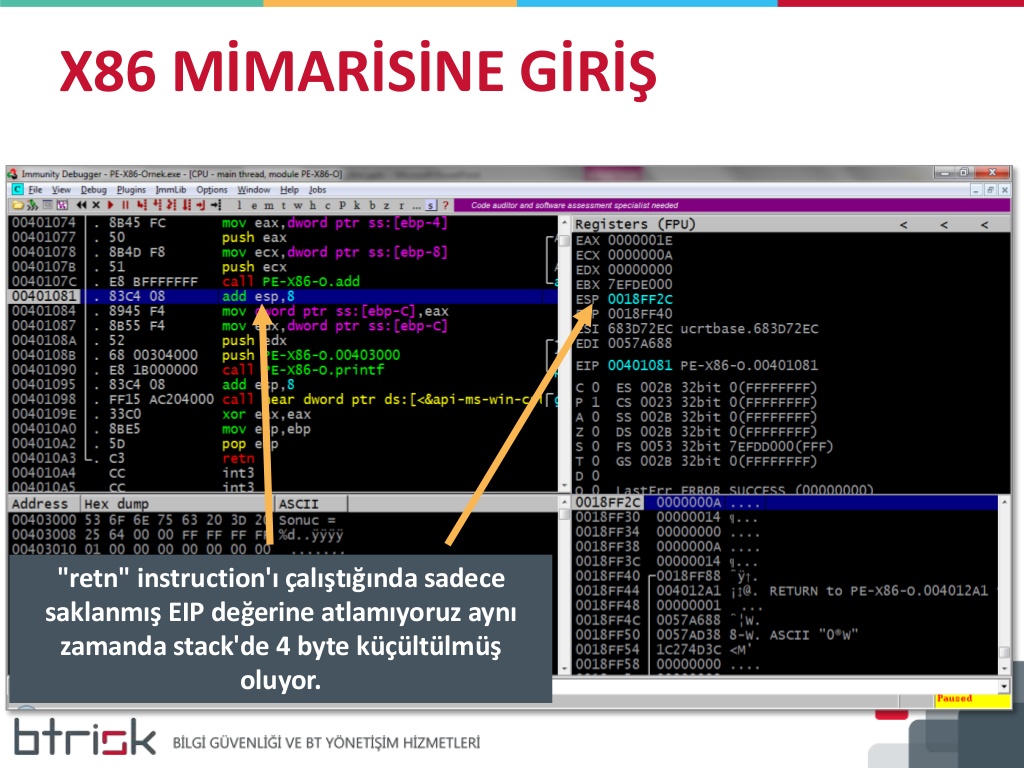 X86 MİMARİSİNE GİRİŞ
Immunity Debugger - PE-X86-Ornek.exe - [CPU - main thread, module PE-X86-O]
File View Debug Plugins ImmLib Options Window Help Jobs
l e m t w h c P k b z r ... s ? Code auditor and software assessment specialist needed
00401074 . 8B45 FC mov eax,dword ptr ss:[ebp-4]
00401077 . 50 push eax
00401078 . 8B4D F8 mov ecx,dword ptr ss:[ebp-8]
0040107B . 51 push ecx
0040107C . E8 BFFFFFFF call PE-X86-O.add
00401081 . 83C4 08 add esp,8
00401084 . 8945 F4 mov dword ptr ss:[ebp-C],eax
00401087 . 8B55 F4 mov edx,dword ptr ss:[ebp-C]
0040108A . 52 push edx
0040108B . 68 00304000 push PE-X86-O.00403000
00401090 . E8 1B000000 call PE-X86-O.printf
00401095 . 83C4 08 add esp,8
00401098 . FF15 AC204000 call near dword ptr ds:[<&api-ms-win-c
0040109E . 33C0 xor eax,eax
004010A0 . 8BE5 mov esp,ebp
004010A2 . 5D pop ebp
004010A3 . C3 retn
004010A4 CC int3
004010A5 CC int3
Registers (FPU) < < <
EAX 0000001E
ECX 0000000A
EDX 00000000
EBX 7EFDE000
ESP 0018FF2C
EBP 0018FF40
ESI 683D72EC ucrtbase.683D72EC
EDI 0057A688
EIP 00401081 PE-X86-O.00401081
C 0 ES 002B 32bit 0(FFFFFFFF)
P 1 CS 0023 32bit 0(FFFFFFFF)
A 0 SS 002B 32bit 0(FFFFFFFF)
Z 0 DS 002B 32bit 0(FFFFFFFF)
S 0 FS 0053 32bit 7EFDD000(FFF)
T 0 GS 002B 32bit 0(FFFFFFFF)
D 0
O 0 LastErr ERROR_SUCCESS (00000000)
Address Hex dump ASCII
00403000 53 6F 6E 75 63 20 3D 20 Sonuc =
00403008 25 64 00 00 FF FF FF FF %d..ÿÿÿÿ
00403010 01 00 00 00 00 00 00 00 ........
0018FF2C 0000000A ....
0018FF30 00000014 ¶...
0018FF34 00000000 ....
0018FF38 0000000A ....
0018FF3C 00000014 ¶...
0018FF40 0018FF88 ˆÿ↑.
0018FF44 004012A1 ¡↕@. RETURN to PE-X86-O.004012A1
0018FF48 00000001 ...
0018FF4C 0057A688 ˆ¦W.
0018FF50 0057AD38 8-W. ASCII "0®W"
0018FF54 1C274D3C <M'
0018FF58 00000000 ....
"retn" instruction'ı çalıştığında sadece
saklanmış EIP değerine atlamıyoruz aynı
zamanda stack'de 4 byte küçültülmüş
oluyor.
Paused
btrisk BİLGİ GÜVENLİĞİ VE BT YÖNETİŞİM HİZMETLERİ